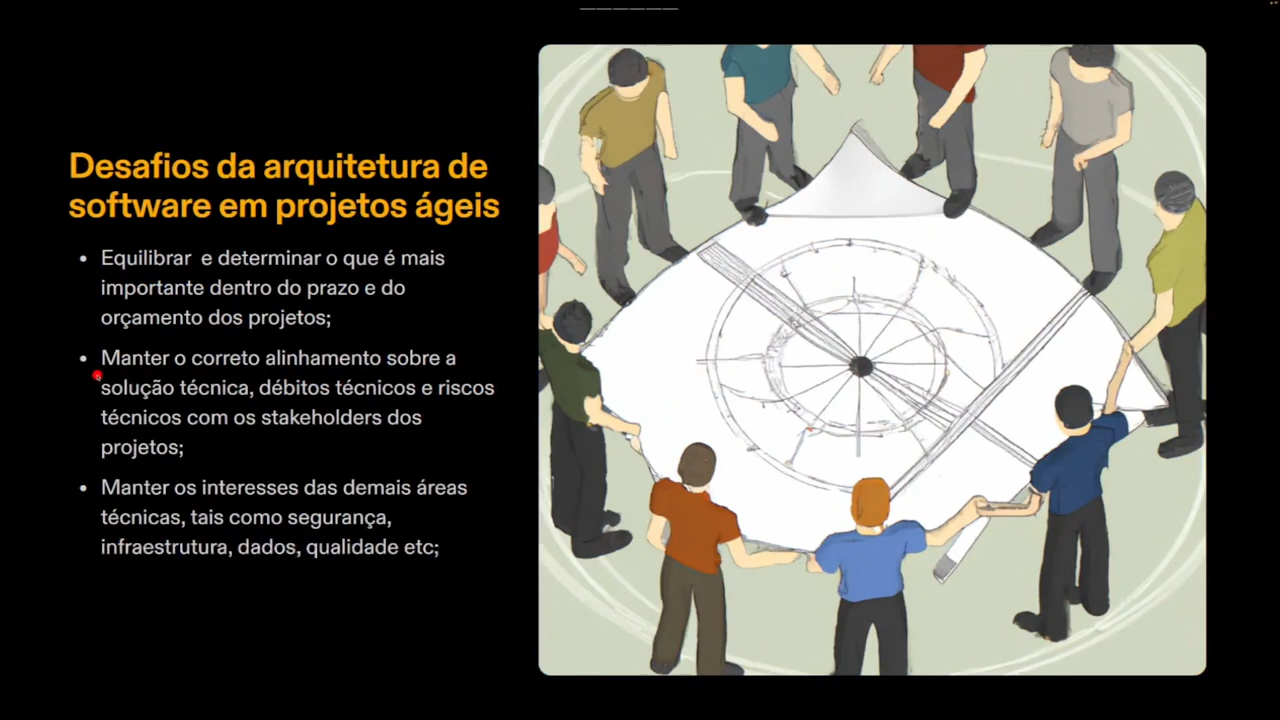 Desafios da arquitetura de
software em projetos ágeis
• Equilibrar e determinar o que é mais
importante dentro do prazo e do
orçamento dos projetos;
• Manter o correto alinhamento sobre a
solução técnica, débitos técnicos e riscos
técnicos com os stakeholders dos
projetos;
• Manter os interesses das demais áreas
técnicas, tais como segurança,
infraestrutura, dados, qualidade etc;